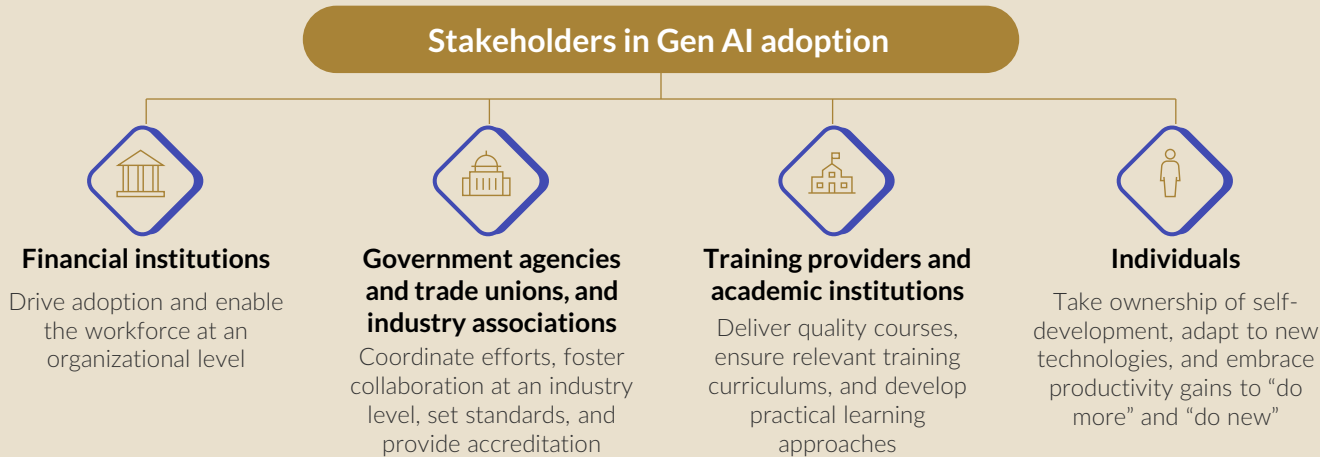 Stakeholders in Gen AI adoption
Financial institutions
Drive adoption and enable
the workforce at an
organizational level
Government agencies
and trade unions, and
industry associations
Coordinate efforts, foster
collaboration at an industry
level, set standards, and
provide accreditation
Training providers and
academic institutions
Deliver quality courses,
ensure relevant training
curriculums, and develop
practical learning
approaches
Individuals
Take ownership of self-
development, adapt to new
technologies, and embrace
productivity gains to “do
more” and “do new”